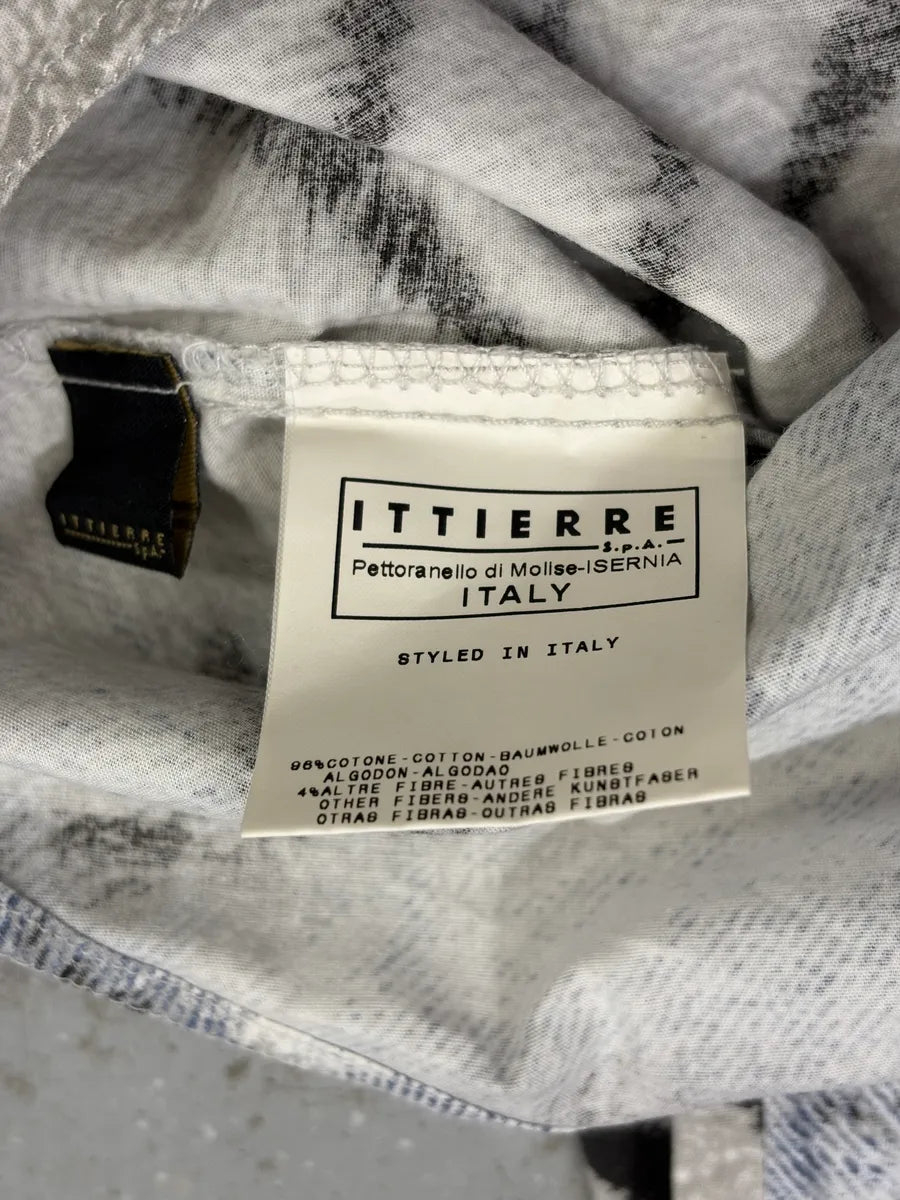 ITTIERRE
S.p.A.
ITTIERRE
S.p.A.
Pettoranello di Molise-ISERNIA
ITALY
STYLED IN ITALY
96%COTONE-COTTON-BAUMWOLLE-COTON
ALGODON-ALGODAO
4%ALTRE FIBRE-AUTRES FIBRES
OTHER FIBERS-ANDERE KUNSTFASER
OTRAS FIBRAS-OUTRAS FIBRAS